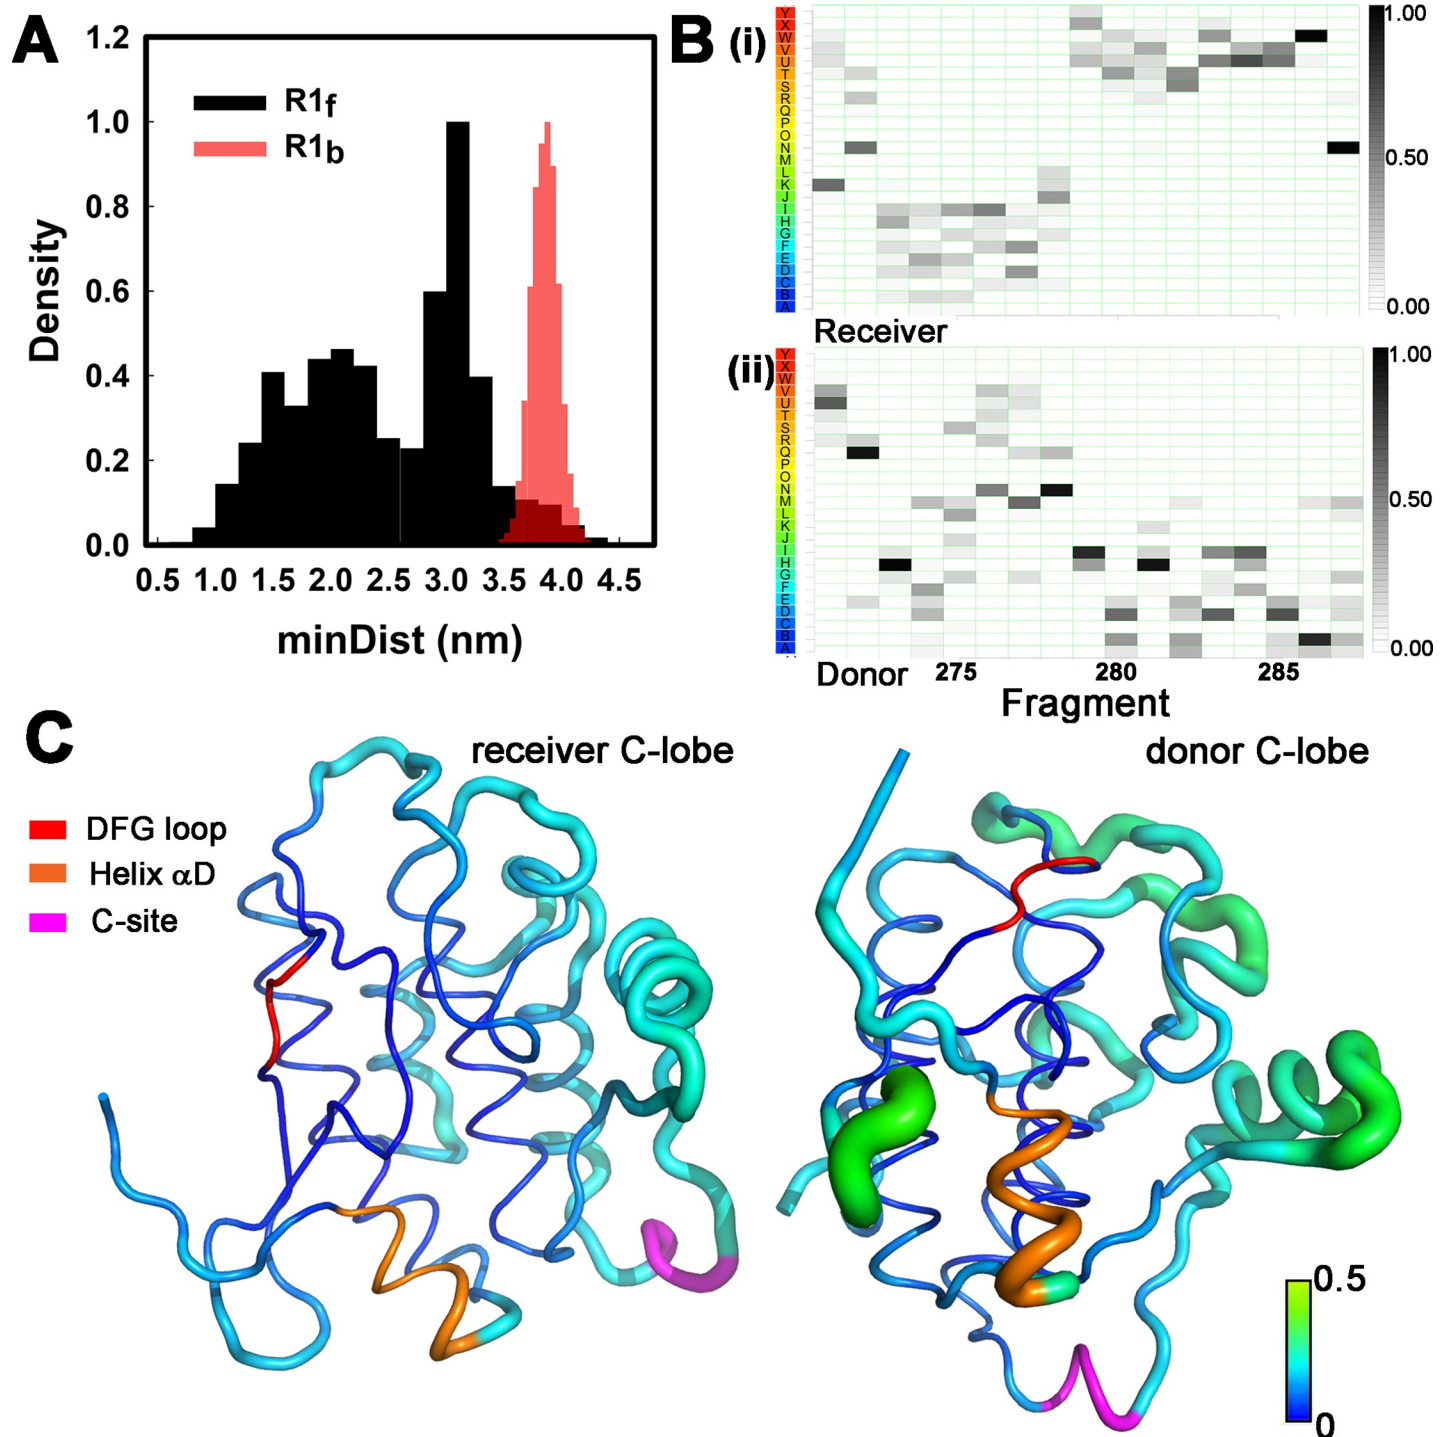 A
1.2
1.0
0.8
0.6
0.4
0.2
0.0
Density
R1f
R1b
0.5 1.0 1.5 2.0 2.5 3.0 3.5 4.0 4.5
minDist (nm)
B
(i)
Y
X
W
V
U
T
S
R
Q
P
O
N
M
L
K
J
I
H
G
F
E
D
C
B
A
1.00
0.50
0.00
Receiver
(ii)
Y
X
W
V
U
T
S
R
Q
P
O
N
M
L
K
J
I
H
G
F
E
D
C
B
A
1.00
0.50
0.00
Donor 275 280 285
Fragment
C
receiver C-lobe
donor C-lobe
DFG loop
Helix αD
C-site
0.5
0